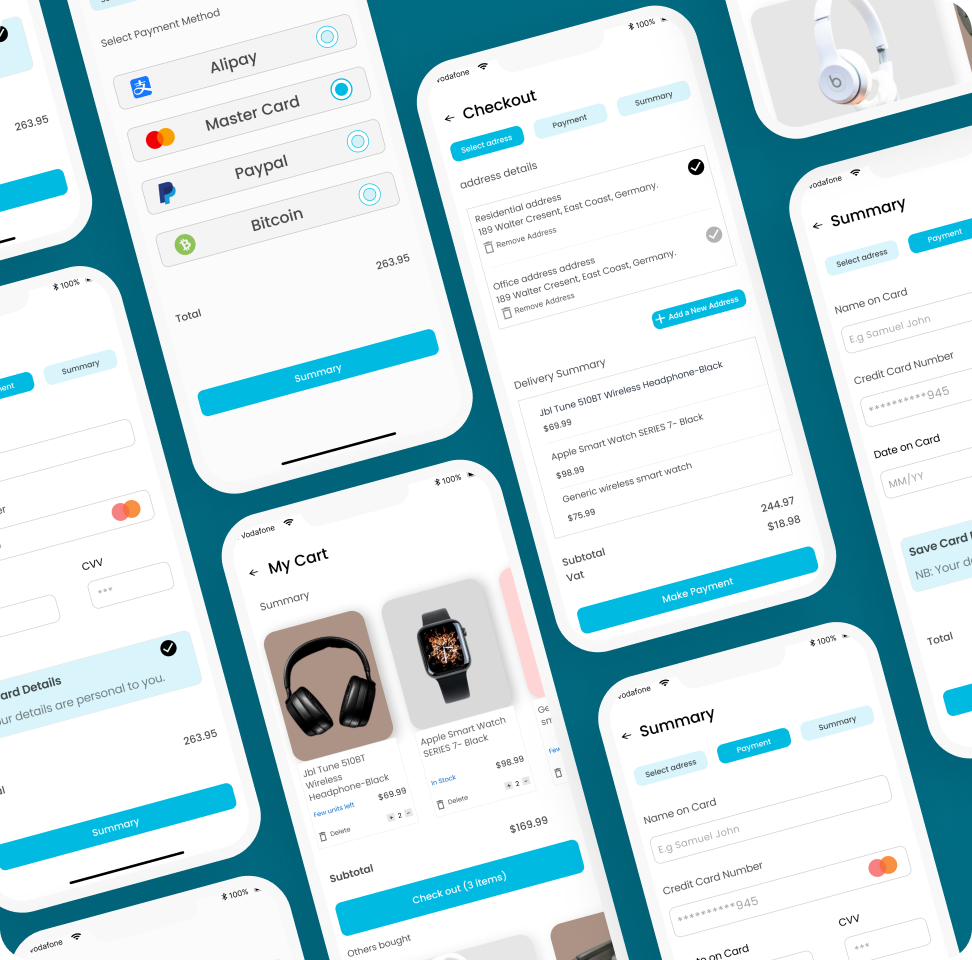 263.95
Select Payment Method
Alipay
Master Card
Paypal
Bitcoin
263.95
Total
Summary
vodafone
100%
Checkout
Select adress
Payment
Summary
address details
Residential address
189 Walter Cresent, East Coast, Germany.
Remove Address
Office address address
189 Walter Cresent, East Coast, Germany.
Remove Address
Add a New Address
Delivery Summary
Jbl Tune 510BT Wireless Headphone-Black
$69.99
Apple Smart Watch SERIES 7- Black
$98.99
Generic wireless smart watch
$75.99
244.97
$18.98
Subtotal
Vat
Make Payment
vodafone
Summary
Select adress
Payment
Name on Card
E.g Samuel John
Credit Card Number
**********945
Date on Card
MM/YY
Save Card
NB: Your de
Total
100%
Summary
CVV
***
ard Details
ur details are personal to you.
263.95
Summary
Vodafone
100%
My Cart
Summary
Jbl Tune 510BT
Wireless
Headphone-Black
Few units left
$69.99
2
Delete
Apple Smart Watch
SERIES 7- Black
In Stock
$98.99
2
Delete
Ge
sm
Few
$169.99
Subtotal
Check out (3 items)
Others bought
vodafone
100%
Summary
Select adress
Payment
Summary
Name on Card
E.g Samuel John
Credit Card Number
**********945
CVV
***
te on Card
vodafone
100%